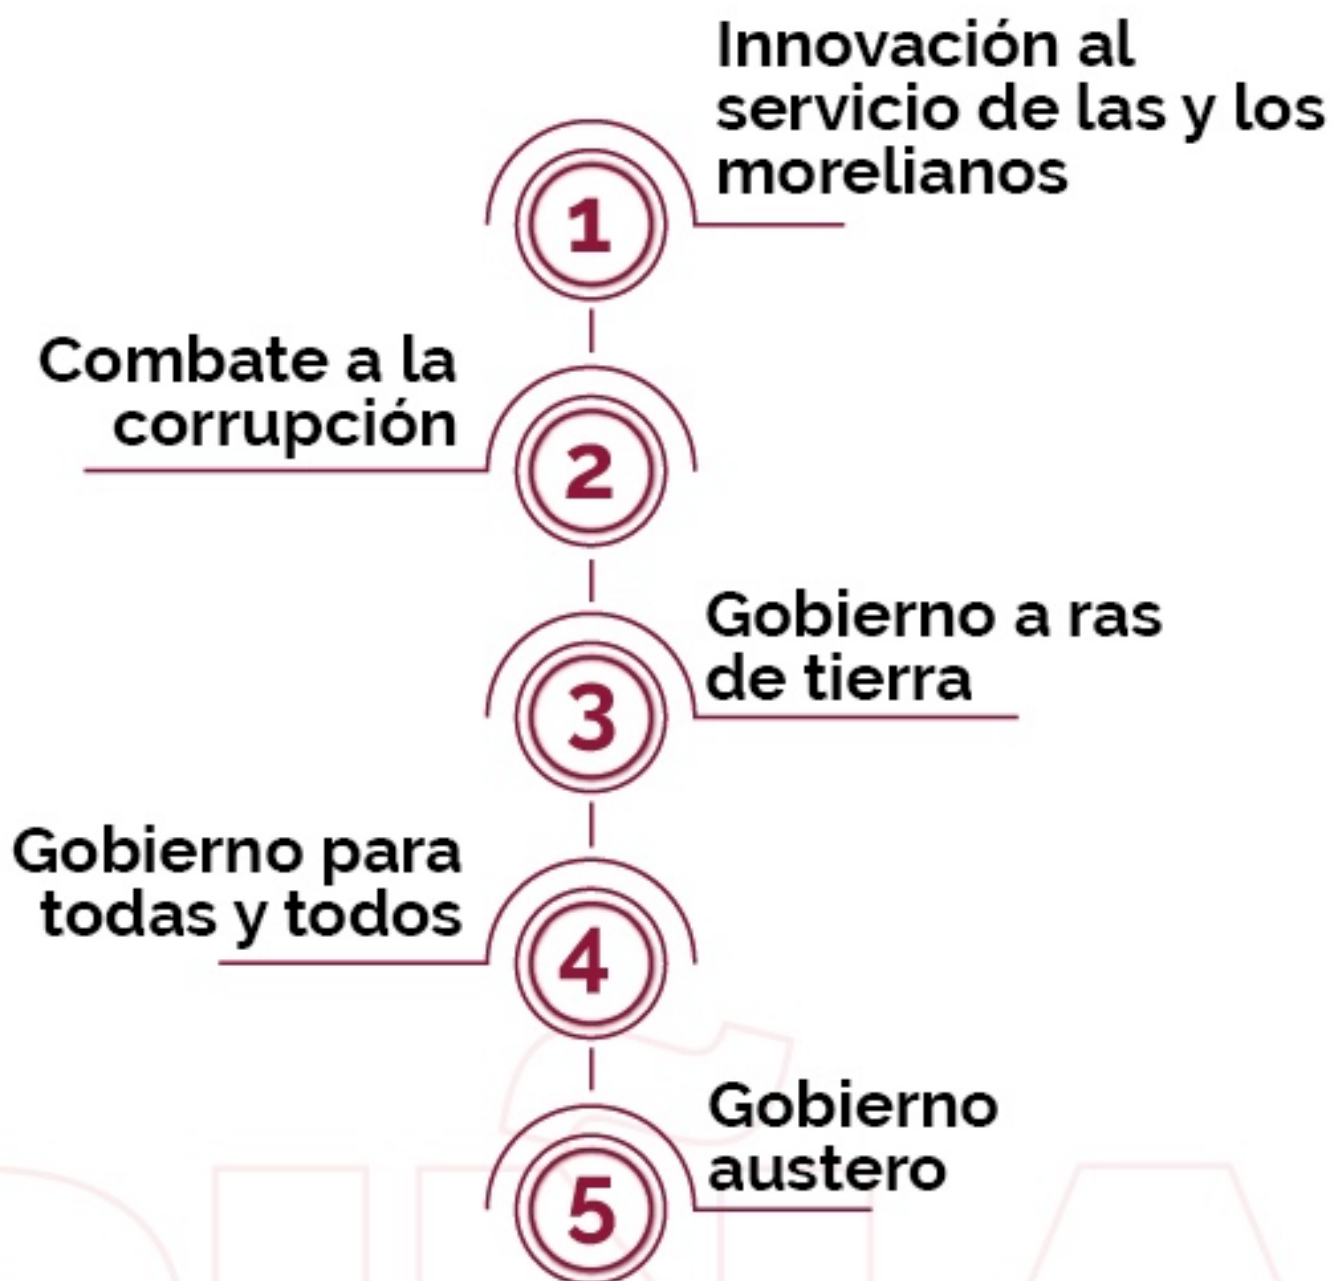 Innovación al
servicio de las y los
morelianos
1
Combate a la
corrupción
2
Gobierno a ras
de tierra
3
Gobierno para
todas y todos
4
Gobierno
austero
5